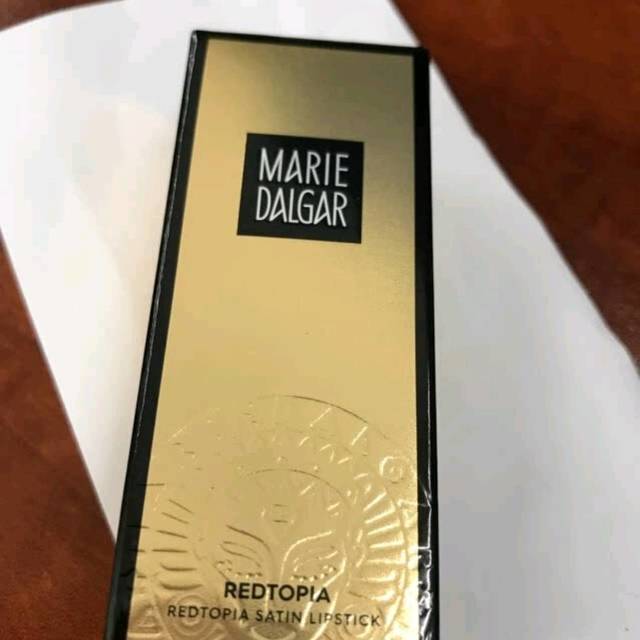 MARIE
DALGAR
REDTOPIA
REDTOPIA SATIN LIPSTICK